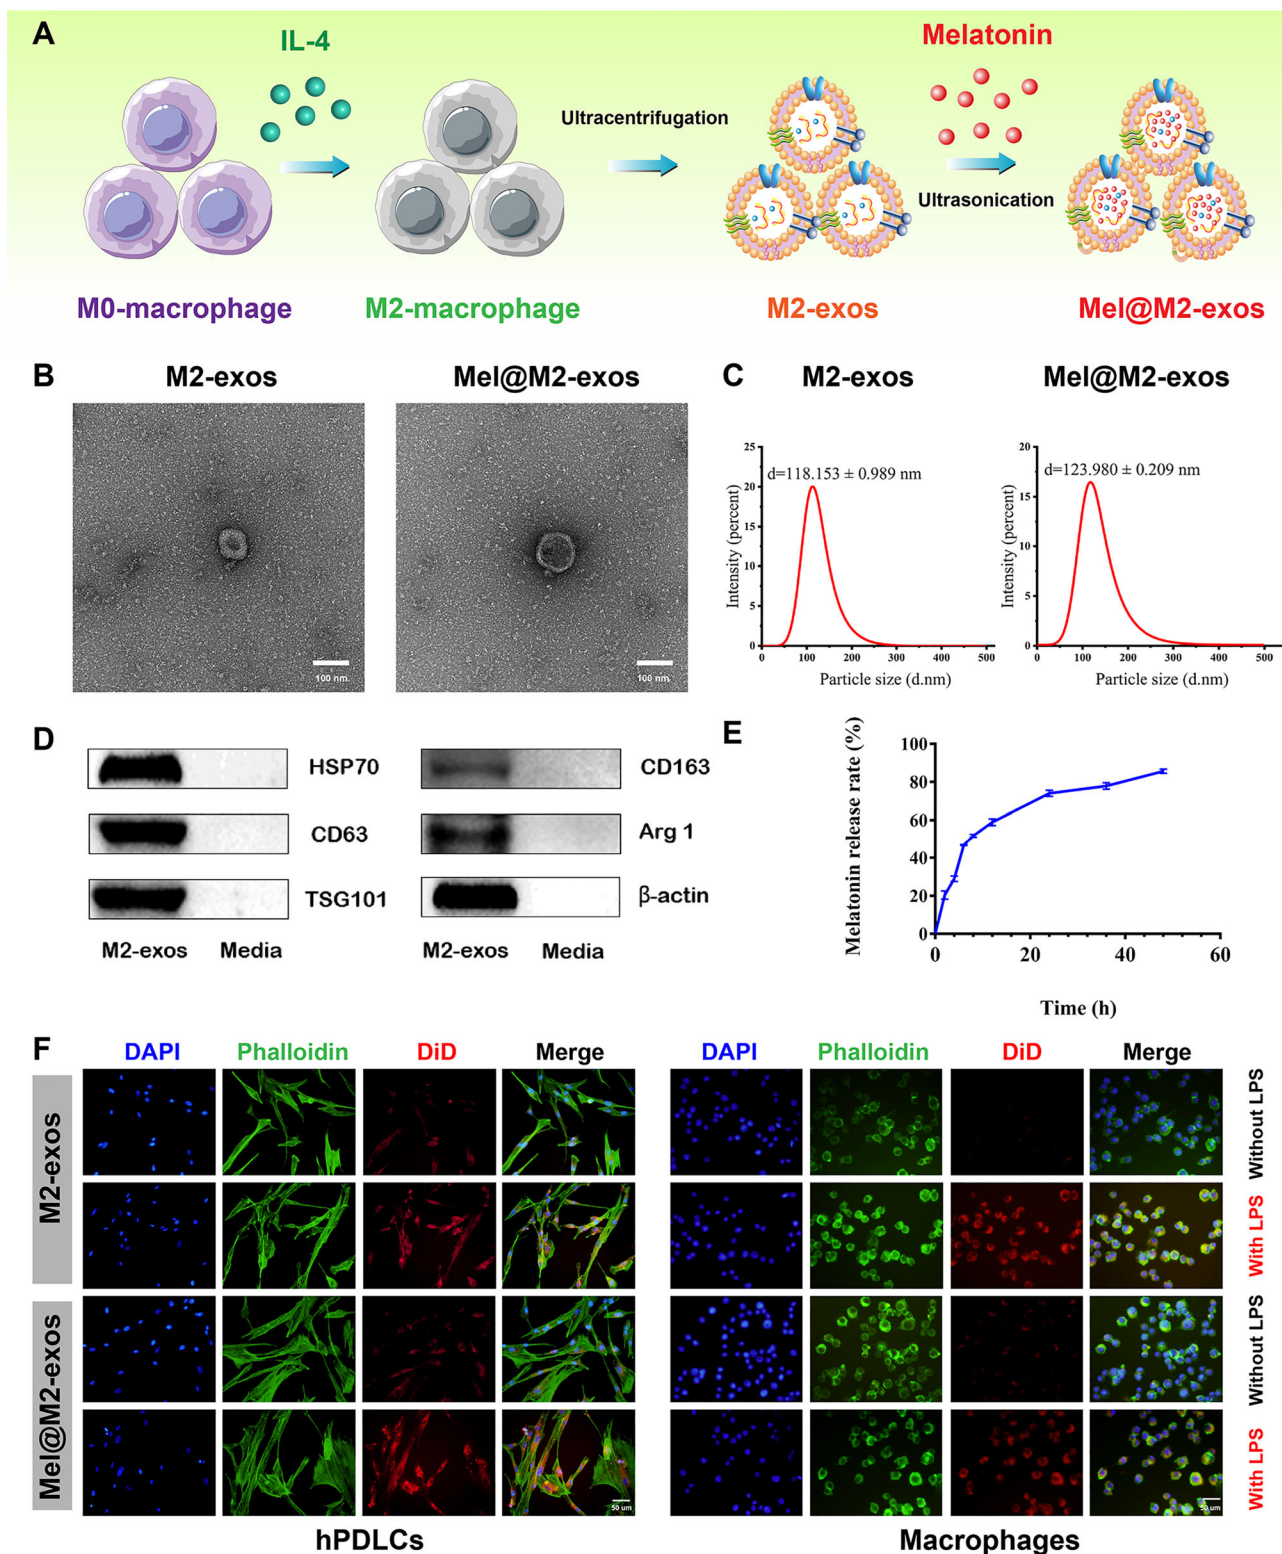 A
IL-4
Melatonin
Ultracentrifugation
Ultrasonication
M0-macrophage
M2-macrophage
M2-exos
Mel@M2-exos
B
M2-exos
Mel@M2-exos
100 nm
100 nm
C
M2-exos
Mel@M2-exos
25
20
15
10
5
0
d=118.153 ± 0.989 nm
Intensity (percent)
0 100 200 300 400 500
Particle size (d.nm)
20
15
10
5
0
d=123.980 ± 0.209 nm
Intensity (percent)
0 100 200 300 400 500
Particle size (d.nm)
D
HSP70
CD63
TSG101
M2-exos Media
CD163
Arg 1
β-actin
M2-exos Media
E
Melatonin release rate (%)
100
80
60
40
20
0
0 20 40 60
Time (h)
F
DAPI Phalloidin DiD Merge
DAPI Phalloidin DiD Merge
M2-exos
Mel@M2-exos
Without LPS
With LPS
Without LPS
With LPS
50 um
50 um
hPDLCs
Macrophages